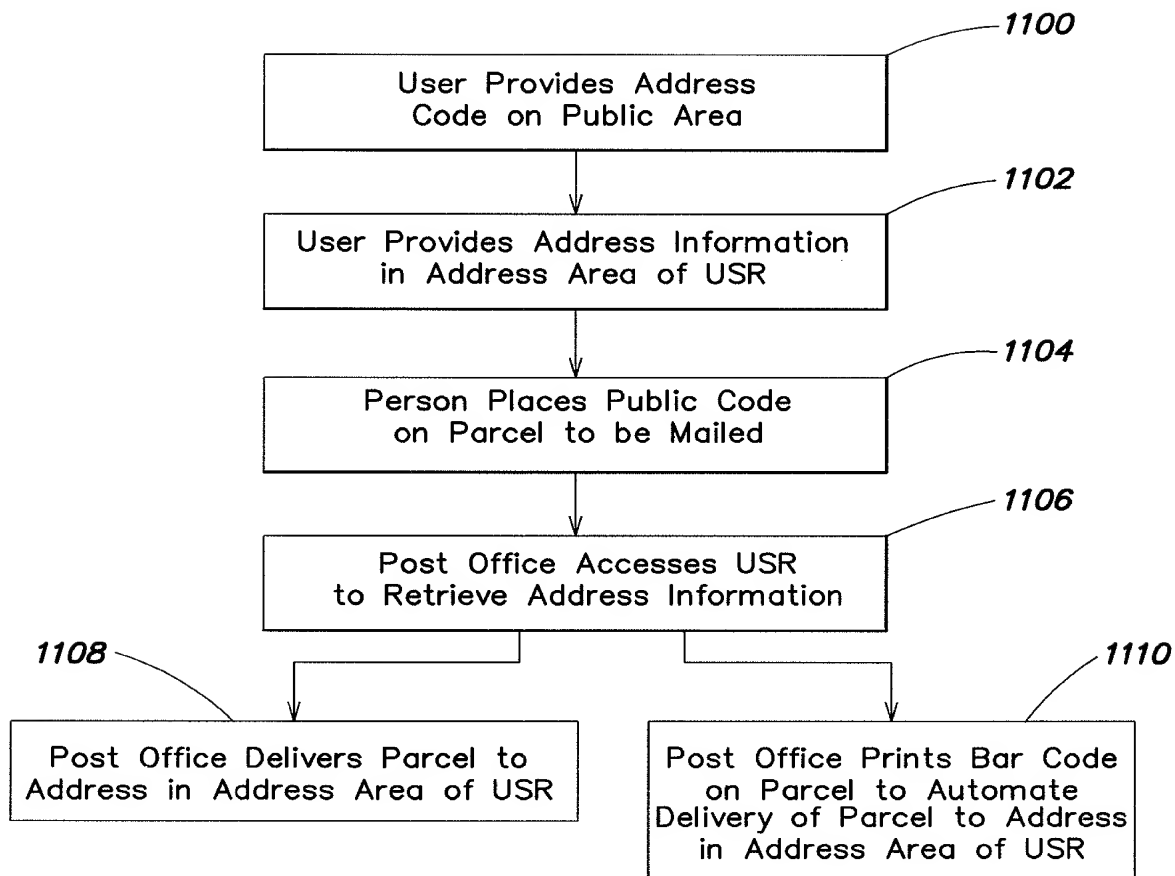 1100
User Provides Address
Code on Public Area
1102
User Provides Address Information
in Address Area of USR
1104
Person Places Public Code
on Parcel to be Mailed
1106
Post Office Accesses USR
to Retrieve Address Information
1108
Post Office Delivers Parcel to
Address in Address Area of USR
1110
Post Office Prints Bar Code
on Parcel to Automate
Delivery of Parcel to Address
in Address Area of USR